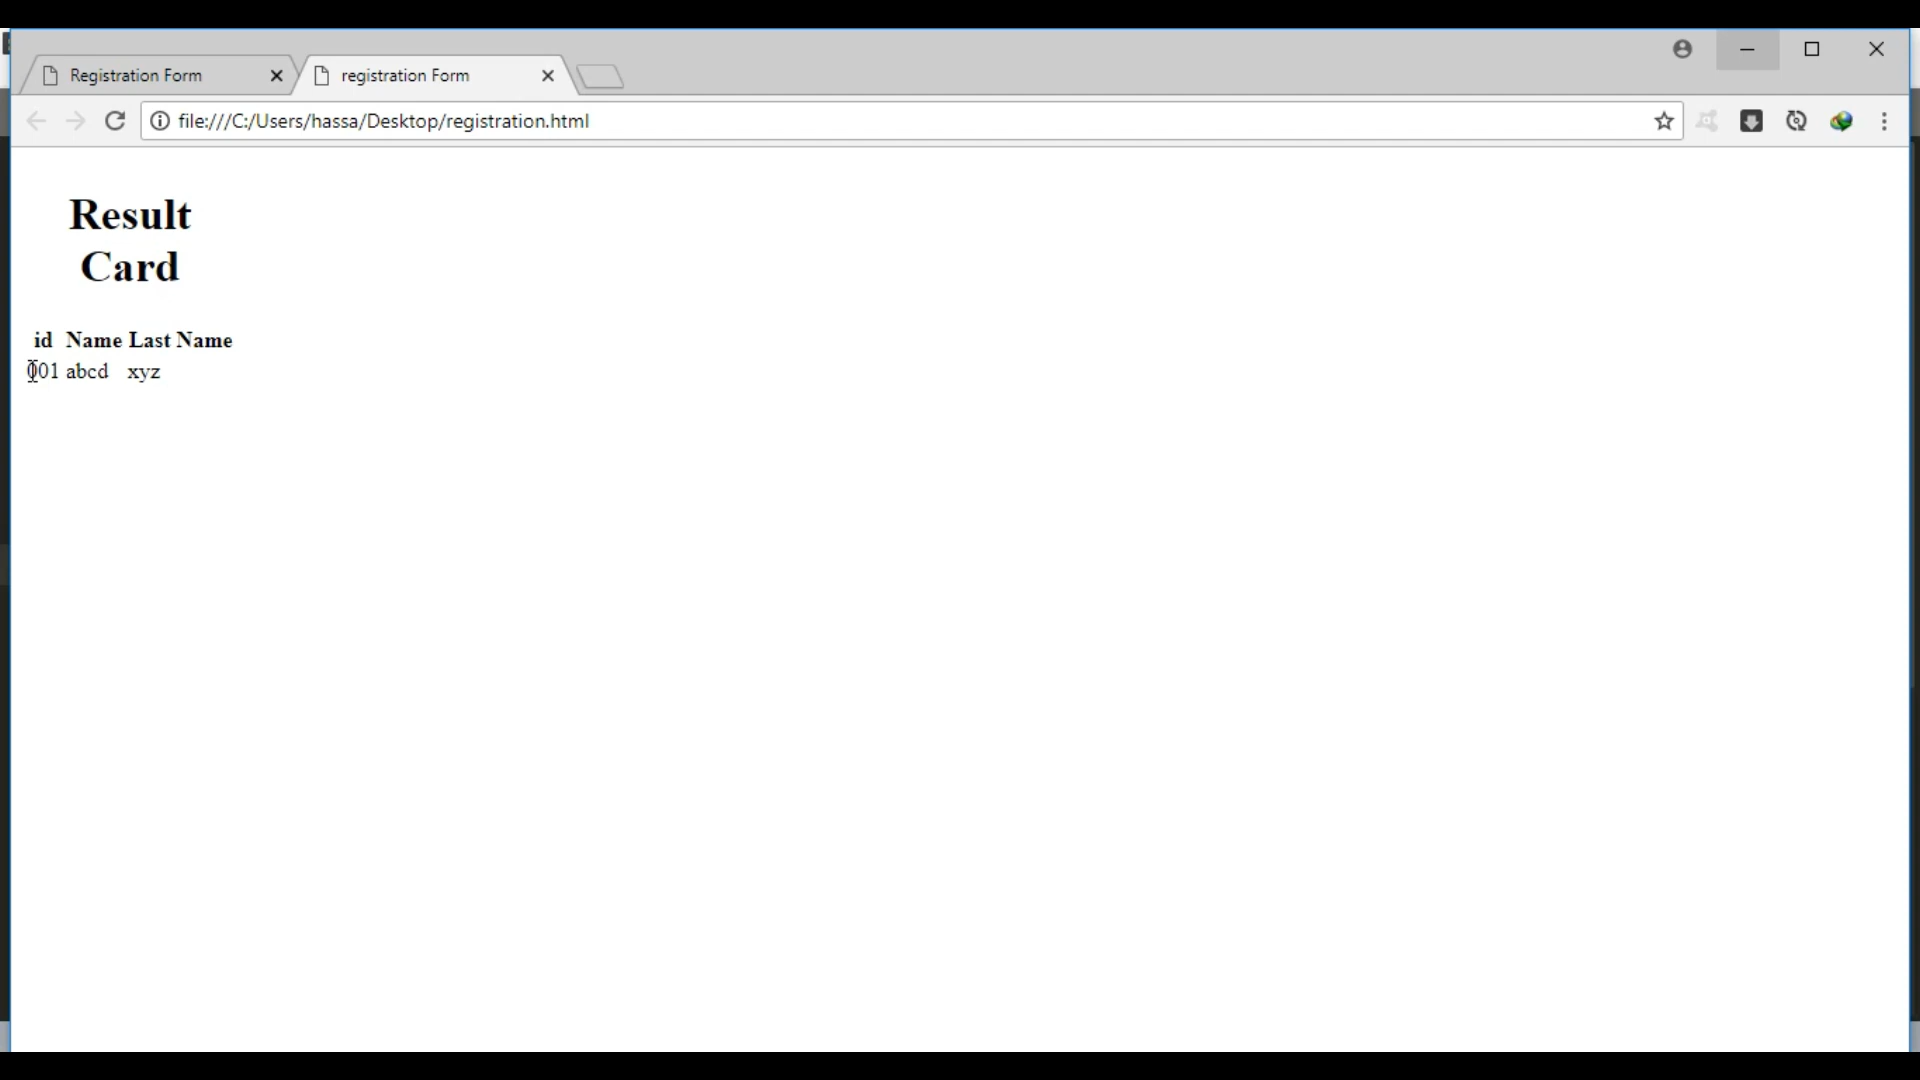 Registration Form
registration Form
file:///C:/Users/hassa/Desktop/registration.html
Result
Card
id Name Last Name
001 abcd xyz